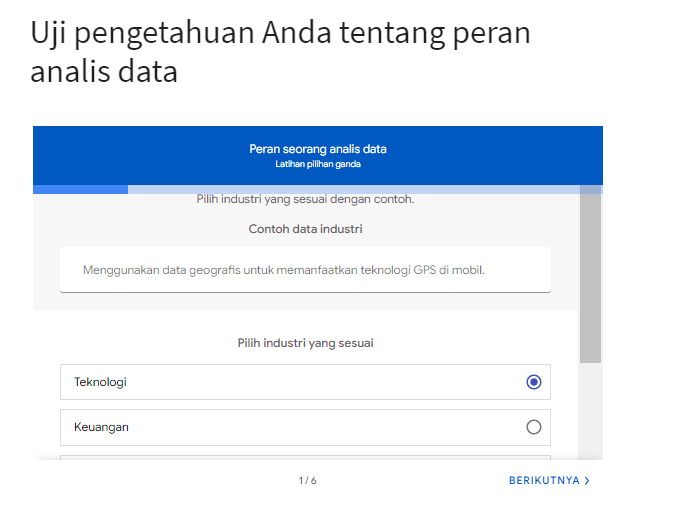 Uji pengetahuan Anda tentang peran
analis data
Peran seorang analis data
Latihan pilihan ganda
Pilih industri yang sesuai dengan contoh.
Contoh data industri
Menggunakan data geografis untuk memanfaatkan teknologi GPS di mobil.
Pilih industri yang sesuai
Teknologi
Keuangan
1/6
BERIKUTNYA >